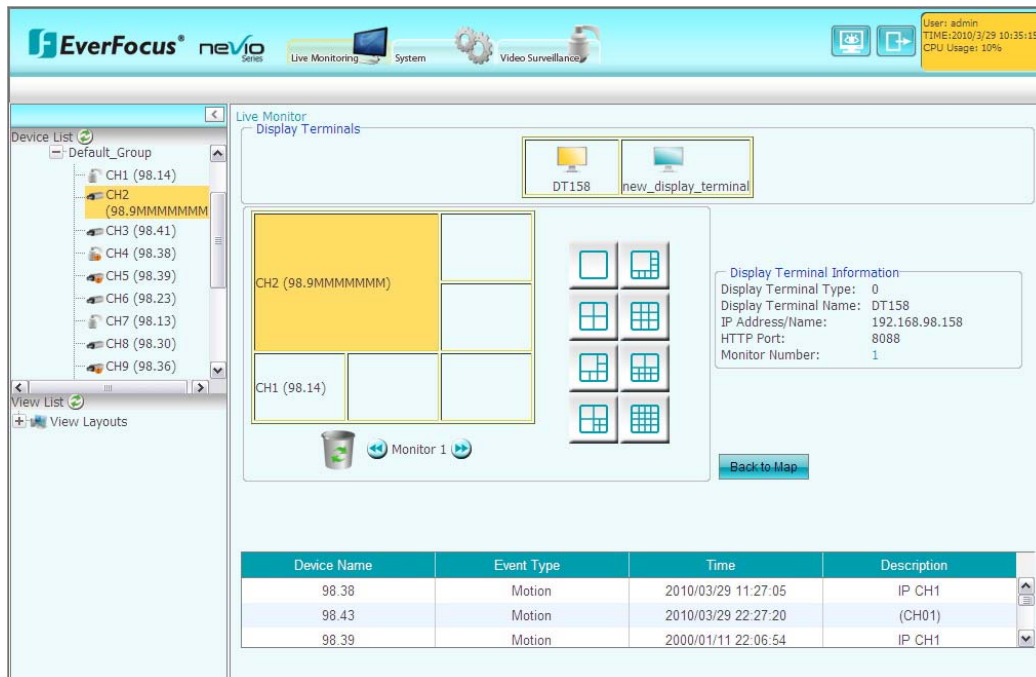 EverFocus® nevio Series
Live Monitoring
System
Video Surveillance
User: admin
TIME:2010/3/29 10:35:15
CPU Usage: 10%
Device List
Default_Group
CH1 (98.14)
CH2
(98.9MMMMMMM
CH3 (98.41)
CH4 (98.38)
CH5 (98.39)
CH6 (98.23)
CH7 (98.13)
CH8 (98.30)
CH9 (98.36)
View List
View Layouts
Live Monitor
Display Terminals
DT158
new_display_terminal
CH2 (98.9MMMMMMM)
CH1 (98.14)
Monitor 1
Display Terminal Information
Display Terminal Type: 0
Display Terminal Name: DT158
IP Address/Name: 192.168.98.158
HTTP Port: 8088
Monitor Number: 1
Back to Map
Device Name Event Type Time Description
98.38 Motion 2010/03/29 11:27:05 IP CH1
98.43 Motion 2010/03/29 22:27:20 (CH01)
98.39 Motion 2000/01/11 22:06:54 IP CH1